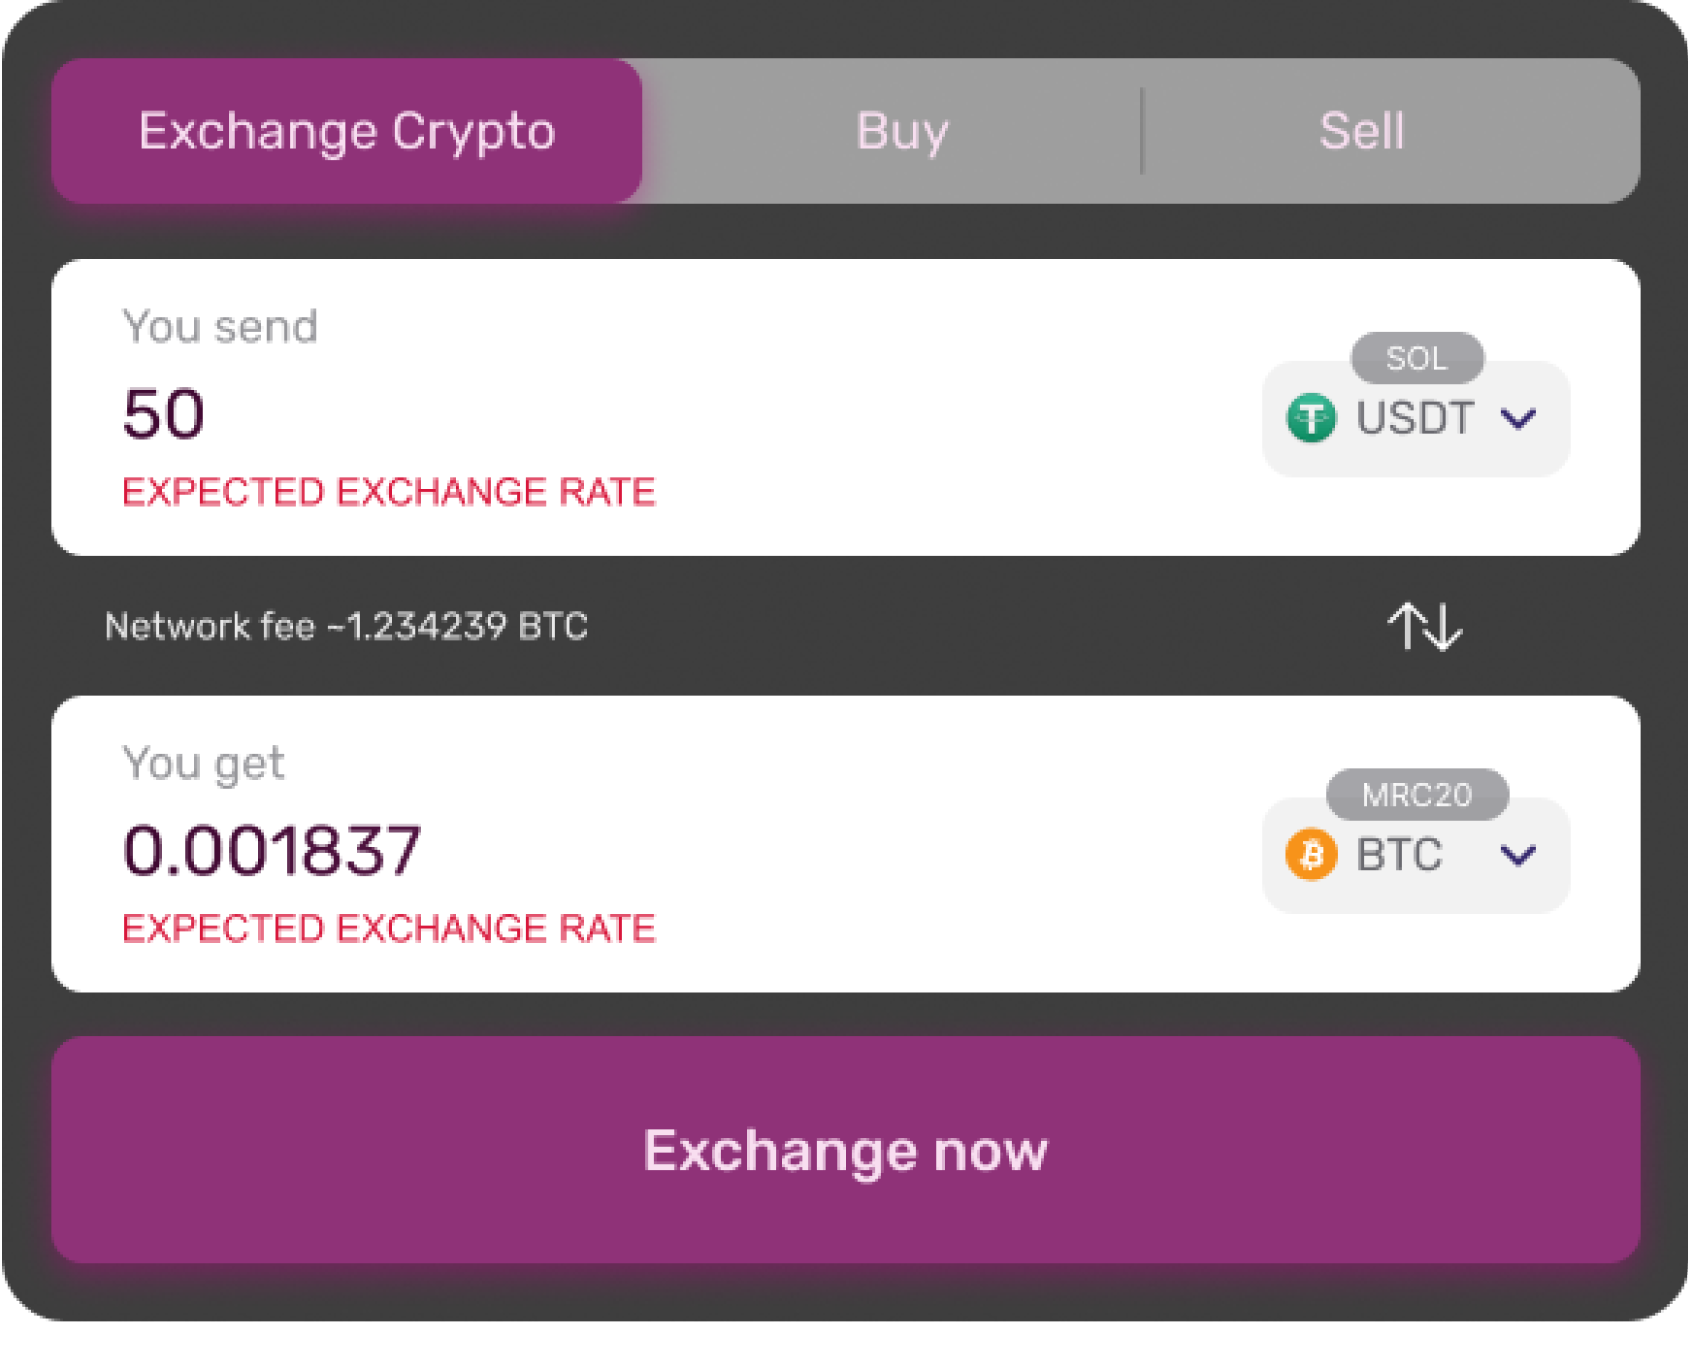 Exchange Crypto
Buy
Sell
You send
50
EXPECTED EXCHANGE RATE
SOL
USDT
Network fee ~1.234239 BTC
You get
0.001837
EXPECTED EXCHANGE RATE
MRC20
BTC
Exchange now